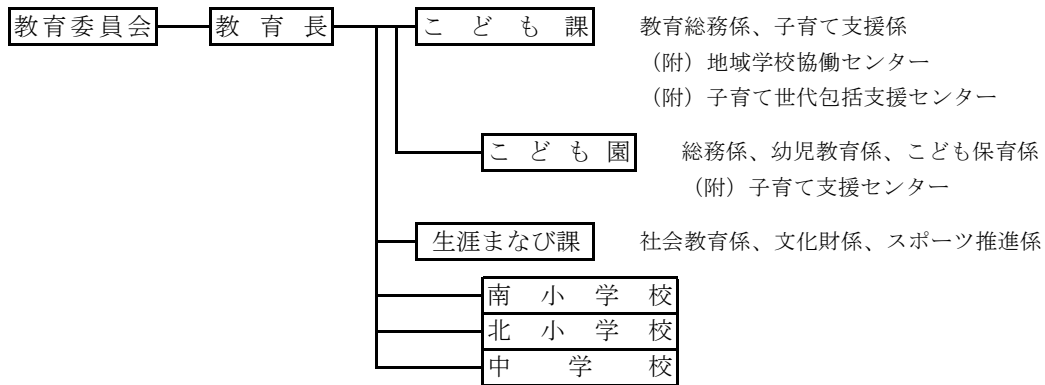 教育委員会 教育長 こども課 教育総務係、子育て支援係
(附)地域学校協働センター
(附)子育て世代包括支援センター
こども園 総務係、幼児教育係、こども保育係
(附)子育て支援センター
生涯まなび課 社会教育係、文化財係、スポーツ推進係
南小学校
北小学校
中学校